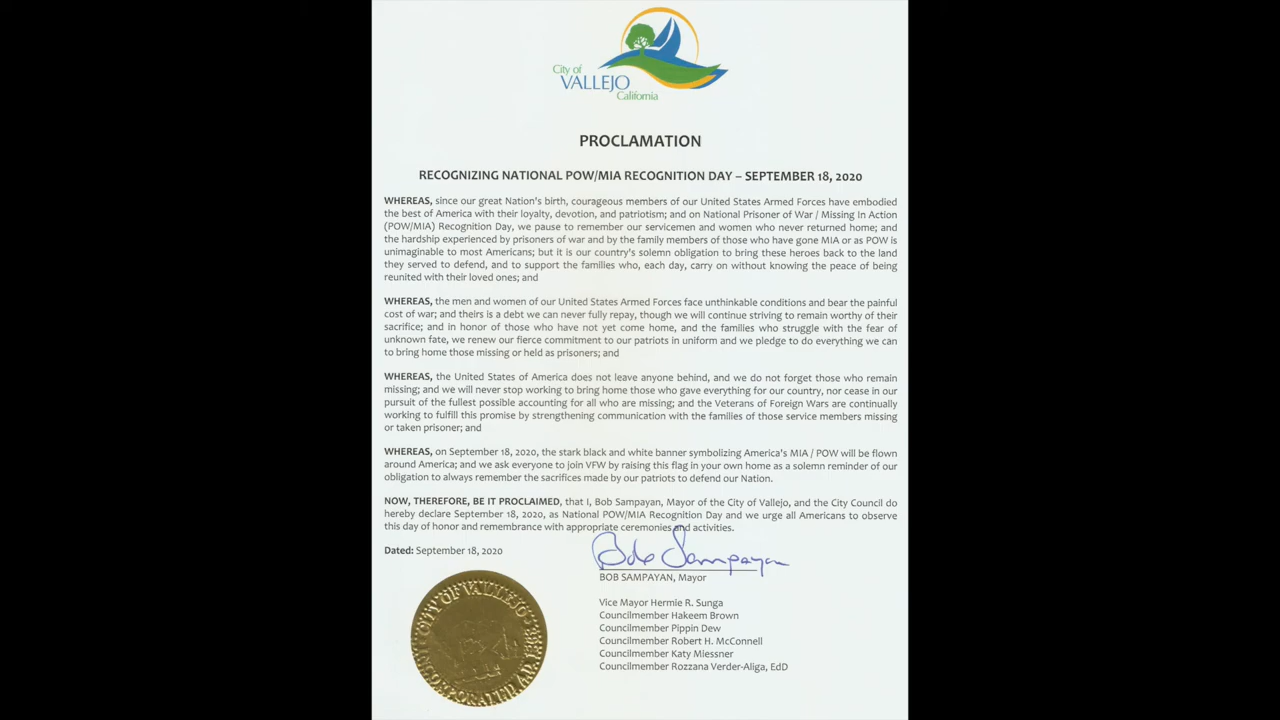 City of
VALLEJO
California
PROCLAMATION
RECOGNIZING NATIONAL POW/MIA RECOGNITION DAY – SEPTEMBER 18, 2020
WHEREAS, since our great Nation's birth, courageous members of our United States Armed Forces have embodied
the best of America with their loyalty, devotion, and patriotism; and on National Prisoner of War / Missing In Action
(POW/MIA) Recognition Day, we pause to remember our servicemen and women who never returned home; and
the hardship experienced by prisoners of war and by the family members of those who have gone MIA or as POW is
unimaginable to most Americans; but it is our country's solemn obligation to bring these heroes back to the land
they served to defend, and to support the families who, each day, carry on without knowing the peace of being
reunited with their loved ones; and
WHEREAS, the men and women of our United States Armed Forces face unthinkable conditions and bear the painful
cost of war; and theirs is a debt we can never fully repay, though we will continue striving to remain worthy of their
sacrifice; and in honor of those who have not yet come home, and the families who struggle with the fear of
unknown fate, we renew our fierce commitment to our patriots in uniform and we pledge to do everything we can
to bring home those missing or held as prisoners; and
WHEREAS, the United States of America does not leave anyone behind, and we do not forget those who remain
missing; and we will never stop working to bring home those who gave everything for our country, nor cease in our
pursuit of the fullest possible accounting for all who are missing; and the Veterans of Foreign Wars are continually
working to fulfill this promise by strengthening communication with the families of those service members missing
or taken prisoner; and
WHEREAS, on September 18, 2020, the stark black and white banner symbolizing America's MIA / POW will be flown
around America; and we ask everyone to join VFW by raising this flag in your own home as a solemn reminder of our
obligation to always remember the sacrifices made by our patriots to defend our Nation.
NOW, THEREFORE, BE IT PROCLAIMED, that I, Bob Sampayan, Mayor of the City of Vallejo, and the City Council do
hereby declare September 18, 2020, as National POW/MIA Recognition Day and we urge all Americans to observe
this day of honor and remembrance with appropriate ceremonies and activities.
Dated: September 18, 2020
Bob Sampayan
BOB SAMPAYAN, Mayor
Vice Mayor Hermie R. Sunga
Councilmember Hakeem Brown
Councilmember Pippin Dew
Councilmember Robert H. McConnell
Councilmember Katy Miessner
Councilmember Rozzana Verder-Aliga, EdD
CITY OF VALLEJO
INCORPORATED A.D. 1868